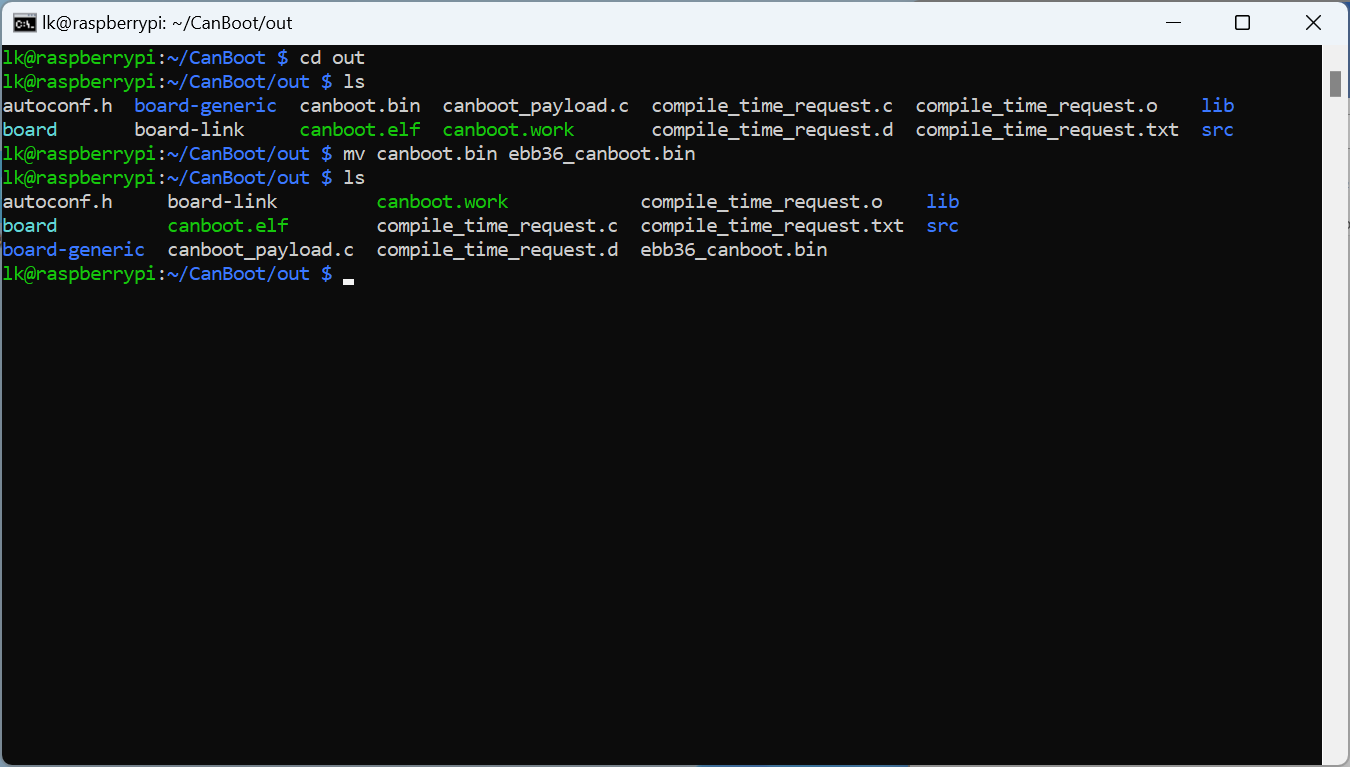 lk@raspberrypi: ~/CanBoot/out
lk@raspberrypi:~/CanBoot $ cd out
lk@raspberrypi:~/CanBoot/out $ ls
autoconf.h  board-generic  canboot.bin  canboot_payload.c  compile_time_request.c  compile_time_request.o    lib
board       board-link     canboot.elf  canboot.work       compile_time_request.d  compile_time_request.txt  src
lk@raspberrypi:~/CanBoot/out $ mv canboot.bin ebb36_canboot.bin
lk@raspberrypi:~/CanBoot/out $ ls
autoconf.h     board-link         canboot.work            compile_time_request.o    lib
board          canboot.elf        compile_time_request.c  compile_time_request.txt  src
board-generic  canboot_payload.c  compile_time_request.d  ebb36_canboot.bin
lk@raspberrypi:~/CanBoot/out $